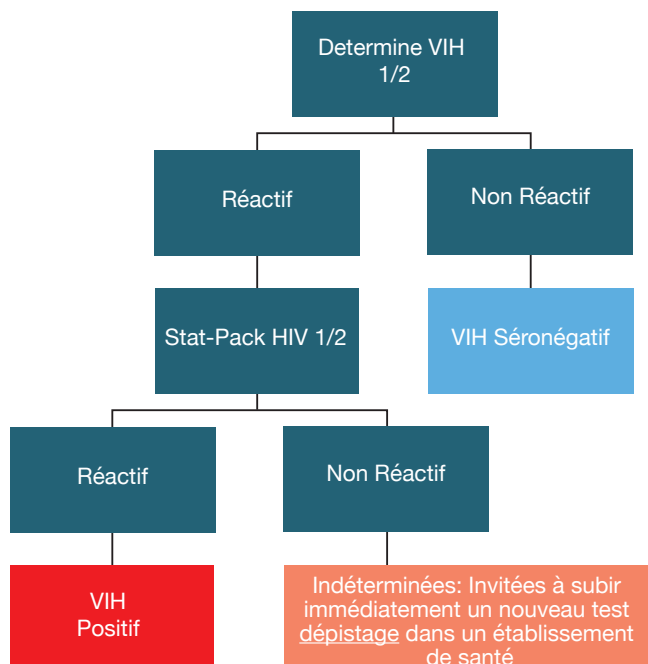 Determine VIH
1/2
Réactif
Non Réactif
Stat-Pack HIV 1/2
VIH Séronégatif
Réactif
Non Réactif
VIH
Positif
Indéterminées: Invitées à subir
immédiatement un nouveau test
dépistage dans un établissement
de santé